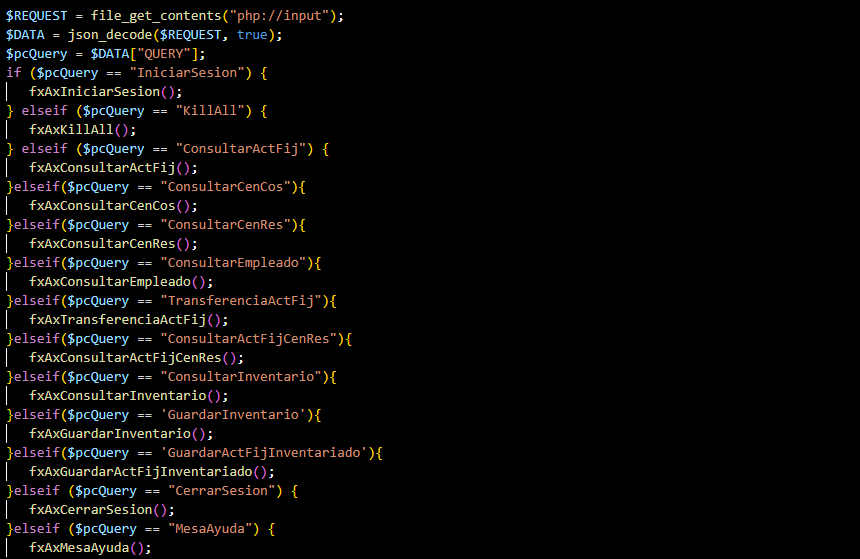 $REQUEST = file_get_contents("php://input");
$DATA = json_decode($REQUEST, true);
$pcQuery = $DATA["QUERY"];
if ($pcQuery == "IniciarSesion") {
fxAxIniciarSesion();
} elseif ($pcQuery == "KillAll") {
fxAxKillAll();
} elseif ($pcQuery == "ConsultarActFij") {
fxAxConsultarActFij();
}elseif($pcQuery == "ConsultarCenCos"){
fxAxConsultarCenCos();
}elseif($pcQuery == "ConsultarCenRes"){
fxAxConsultarCenRes();
}elseif($pcQuery == "ConsultarEmpleado"){
fxAxConsultarEmpleado();
}elseif($pcQuery == "TransferenciaActFij"){
fxAxTransferenciaActFij();
}elseif($pcQuery == "ConsultarActFijCenRes"){
fxAxConsultarActFijCenRes();
}elseif($pcQuery == "ConsultarInventario"){
fxAxConsultarInventario();
}elseif($pcQuery == 'GuardarInventario'){
fxAxGuardarInventario();
}elseif($pcQuery == 'GuardarActFijInventariado'){
fxAxGuardarActFijInventariado();
}elseif ($pcQuery == "CerrarSesion") {
fxAxCerrarSesion();
}elseif ($pcQuery == "MesaAyuda") {
fxAxMesaAyuda();